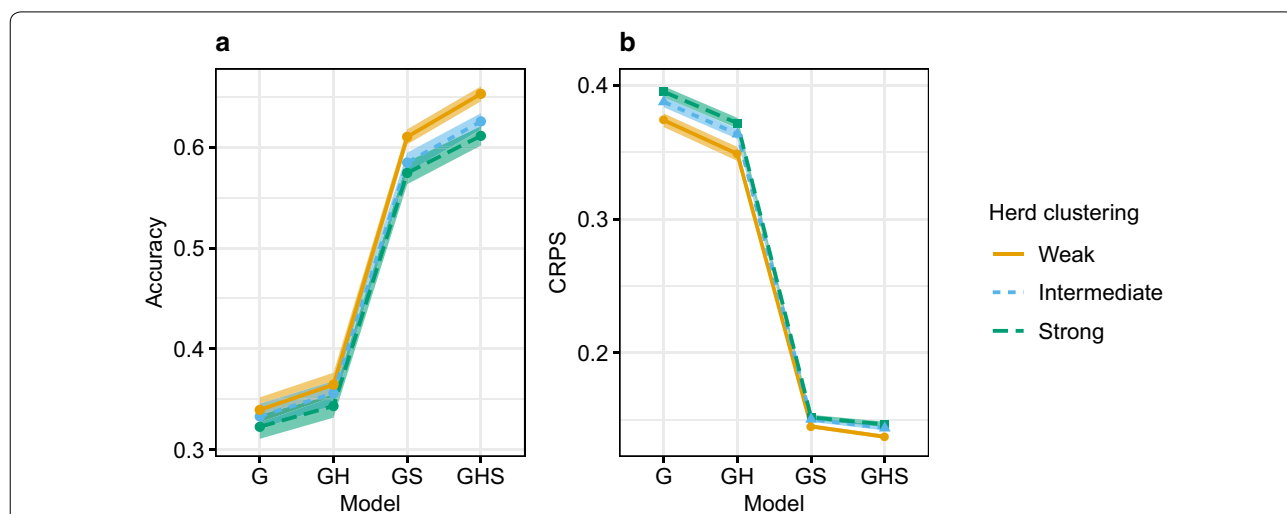 a
Accuracy
0.6
0.5
0.4
0.3
G GH GS GHS
Model
b
CRPS
0.4
0.3
0.2
G GH GS GHS
Model
Herd clustering
Weak
Intermediate
Strong